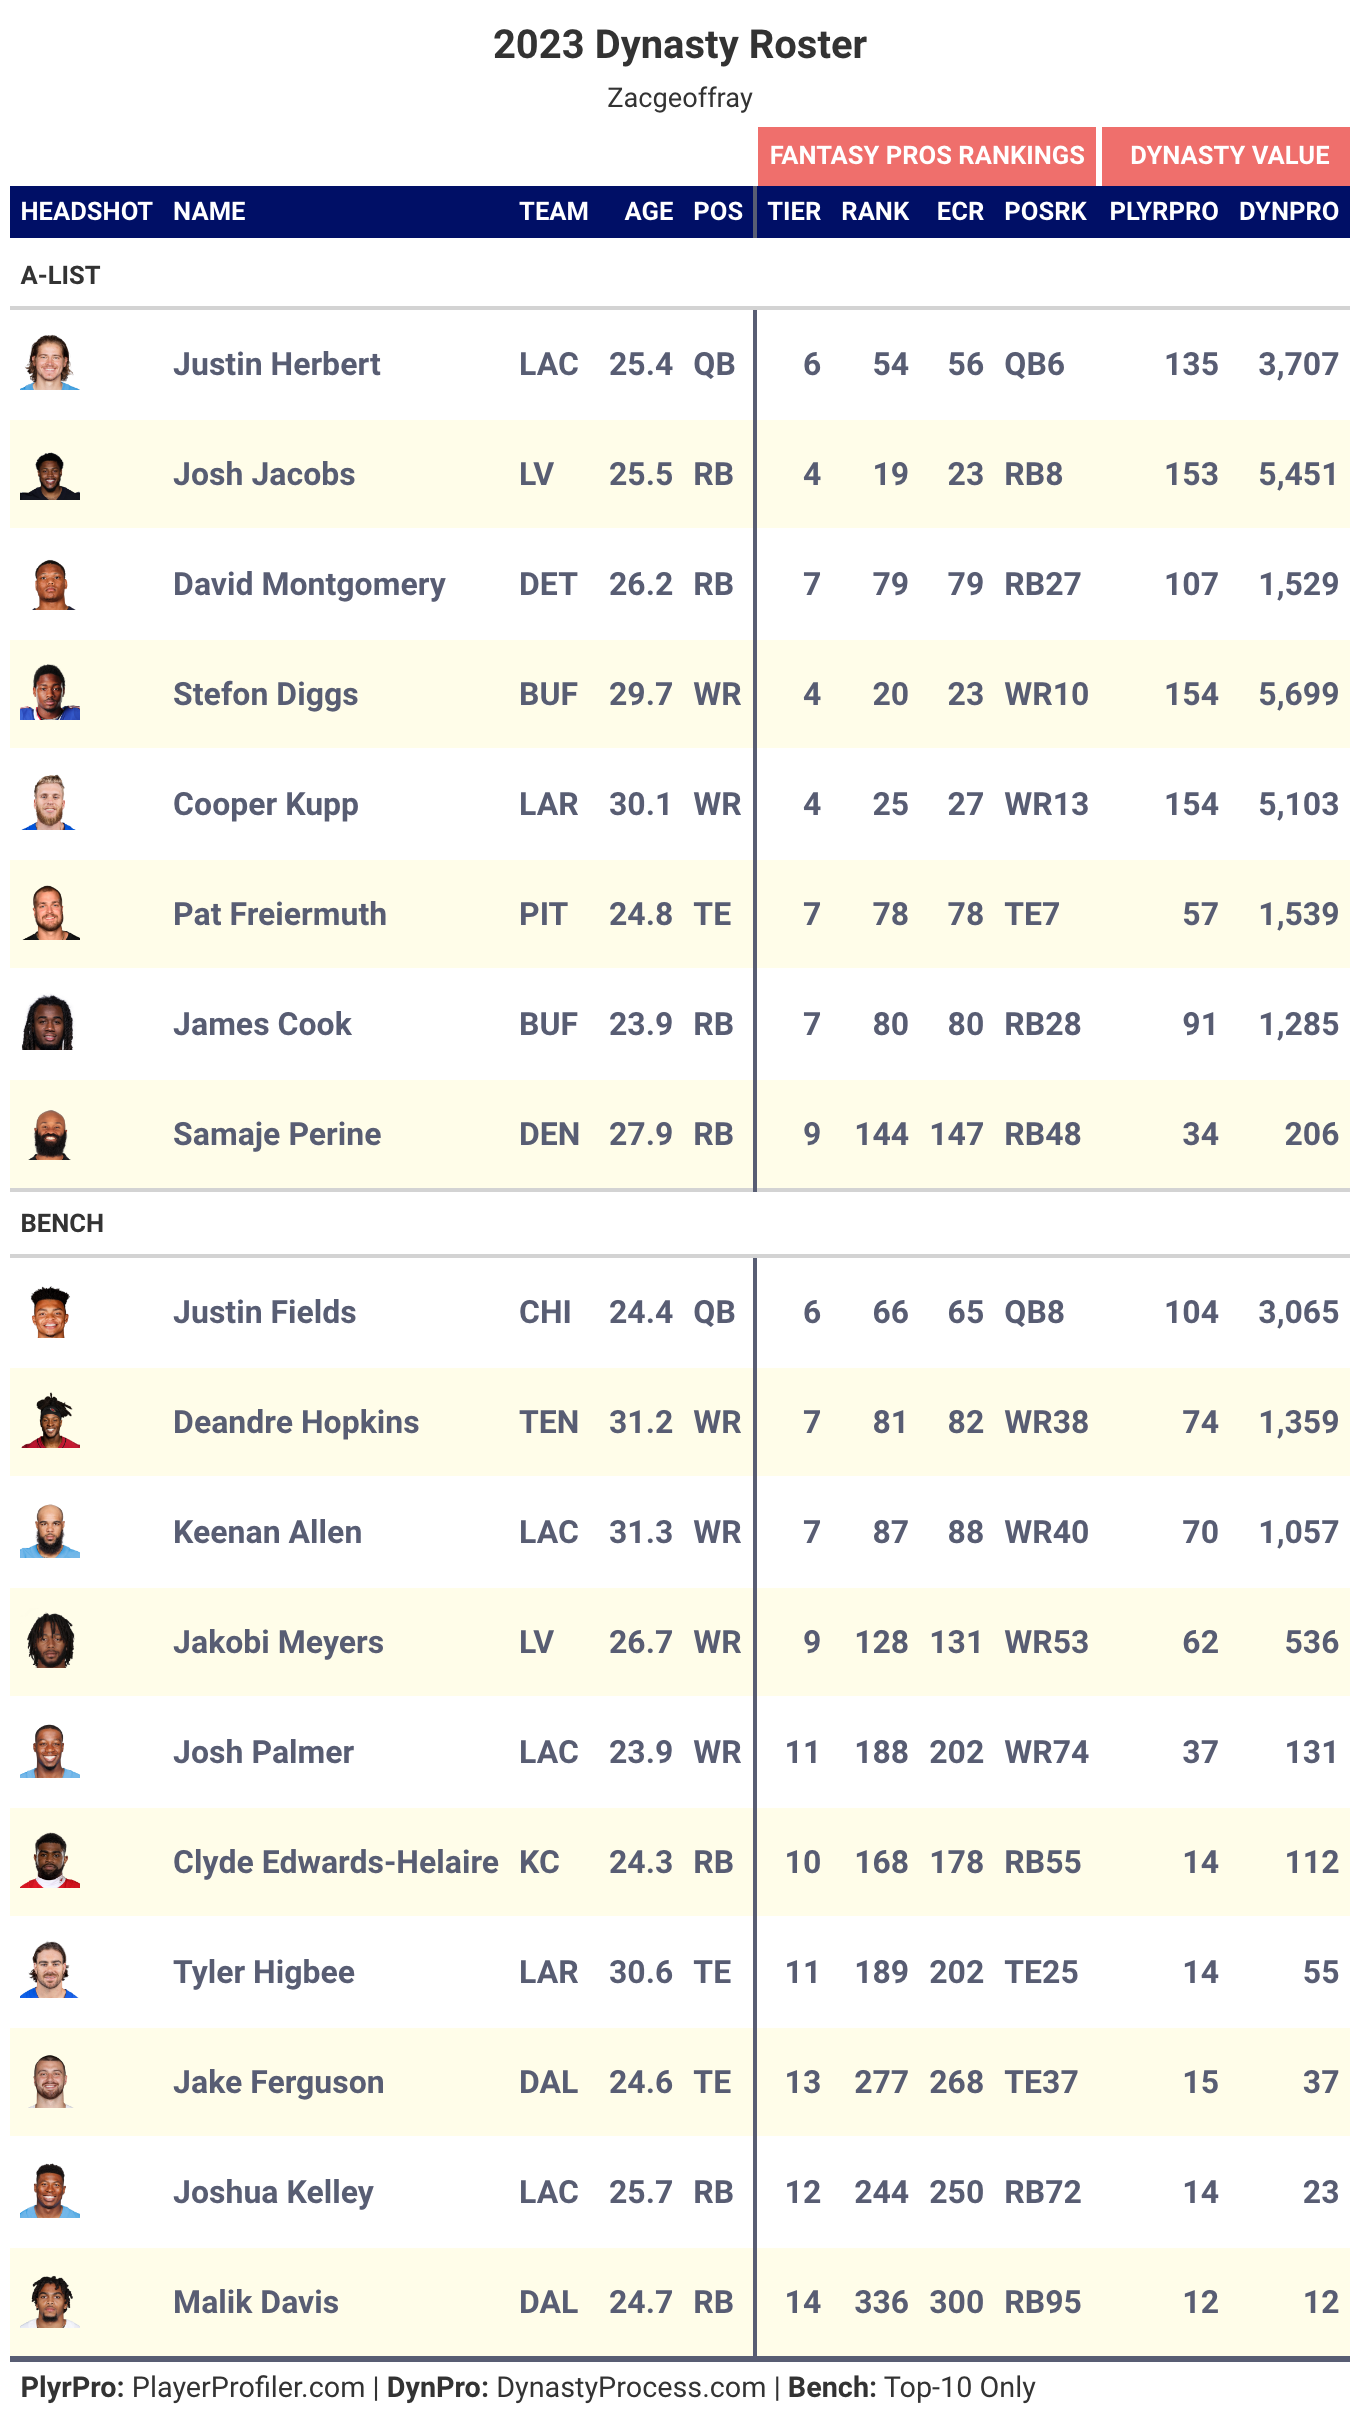 2023 Dynasty Roster
Zacgeoffray
FANTASY PROS RANKINGS DYNASTY VALUE
HEADSHOT NAME TEAM AGE POS TIER RANK ECR POSRK PLYRPRO DYNPRO
A-LIST
Justin Herbert LAC 25.4 QB 6 54 56 QB6 135 3,707
Josh Jacobs LV 25.5 RB 4 19 23 RB8 153 5,451
David Montgomery DET 26.2 RB 7 79 79 RB27 107 1,529
Stefon Diggs BUF 29.7 WR 4 20 23 WR10 154 5,699
Cooper Kupp LAR 30.1 WR 4 25 27 WR13 154 5,103
Pat Freiermuth PIT 24.8 TE 7 78 78 TE7 57 1,539
James Cook BUF 23.9 RB 7 80 80 RB28 91 1,285
Samaje Perine DEN 27.9 RB 9 144 147 RB48 34 206
BENCH
Justin Fields CHI 24.4 QB 6 66 65 QB8 104 3,065
Deandre Hopkins TEN 31.2 WR 7 81 82 WR38 74 1,359
Keenan Allen LAC 31.3 WR 7 87 88 WR40 70 1,057
Jakobi Meyers LV 26.7 WR 9 128 131 WR53 62 536
Josh Palmer LAC 23.9 WR 11 188 202 WR74 37 131
Clyde Edwards-Helaire KC 24.3 RB 10 168 178 RB55 14 112
Tyler Higbee LAR 30.6 TE 11 189 202 TE25 14 55
Jake Ferguson DAL 24.6 TE 13 277 268 TE37 15 37
Joshua Kelley LAC 25.7 RB 12 244 250 RB72 14 23
Malik Davis DAL 24.7 RB 14 336 300 RB95 12 12
PlyrPro: PlayerProfiler.com | DynPro: DynastyProcess.com | Bench: Top-10 Only